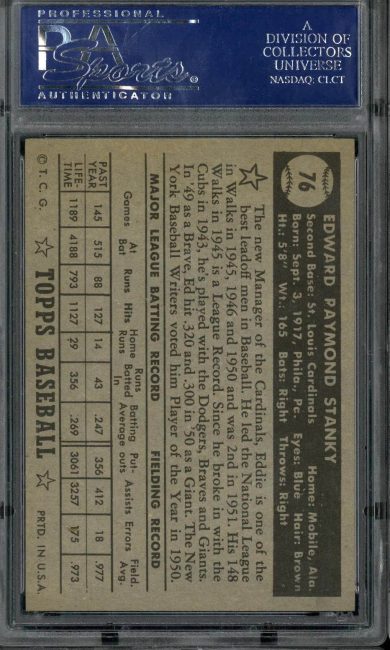 PROFESSIONAL
PSA
Sports
AUTHENTICATOR
A
DIVISION OF
COLLECTORS
UNIVERSE
NASDAQ: CLCT
76
EDWARD RAYMOND STANKY
Second Base: St. Louis Cardinals Home: Mobile, Ala.
Born: Sept. 3, 1917, Phila., Pa. Eyes: Blue Hair: Brown
Ht.: 5'8" Wt.: 165 Bats: Right Throws: Right
The new Manager of the Cardinals, Eddie is one of the
best leadoff men in Baseball. He led the National League
in Walks in 1945, 1946 and 1950 and was 2nd in 1951. His 148
Walks in 1945 is a League Record. Since he broke in with the
Cubs in 1943, he's played with the Dodgers, Braves and Giants.
In '49 as a Brave, Ed hit .320 and .300 in '50 as a Giant. The New
York Baseball Writers voted him Player of the Year in 1950.
MAJOR LEAGUE BATTING RECORD FIELDING RECORD
Games At Bat Runs Hits Home Runs Runs Batted In Batting Average Put-outs Assists Errors Field. Avg.
PAST YEAR 145 515 88 127 14 43 .247 356 412 18 .977
LIFE-TIME 1189 4188 793 1127 29 356 .269 3061 3257 175 .973
© T. C. G. TOPPS BASEBALL PRTD. IN U.S.A.